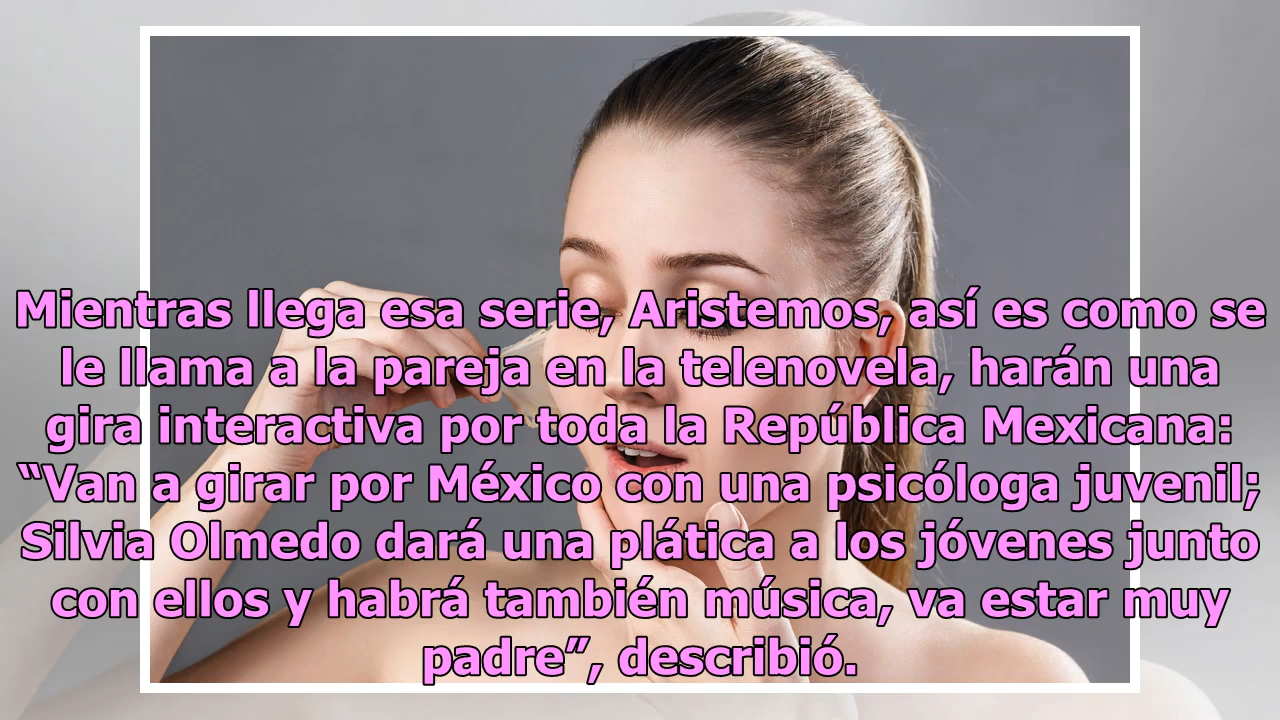 Mientras llega esa serie, Aristemos, así es como se
le llama a la pareja en la telenovela, harán una
gira interactiva por toda la República Mexicana:
“Van a girar por México con una psicóloga juvenil;
Silvia Olmedo dará una plática a los jóvenes junto
con ellos y habrá también música, va estar muy
padre”, describió.